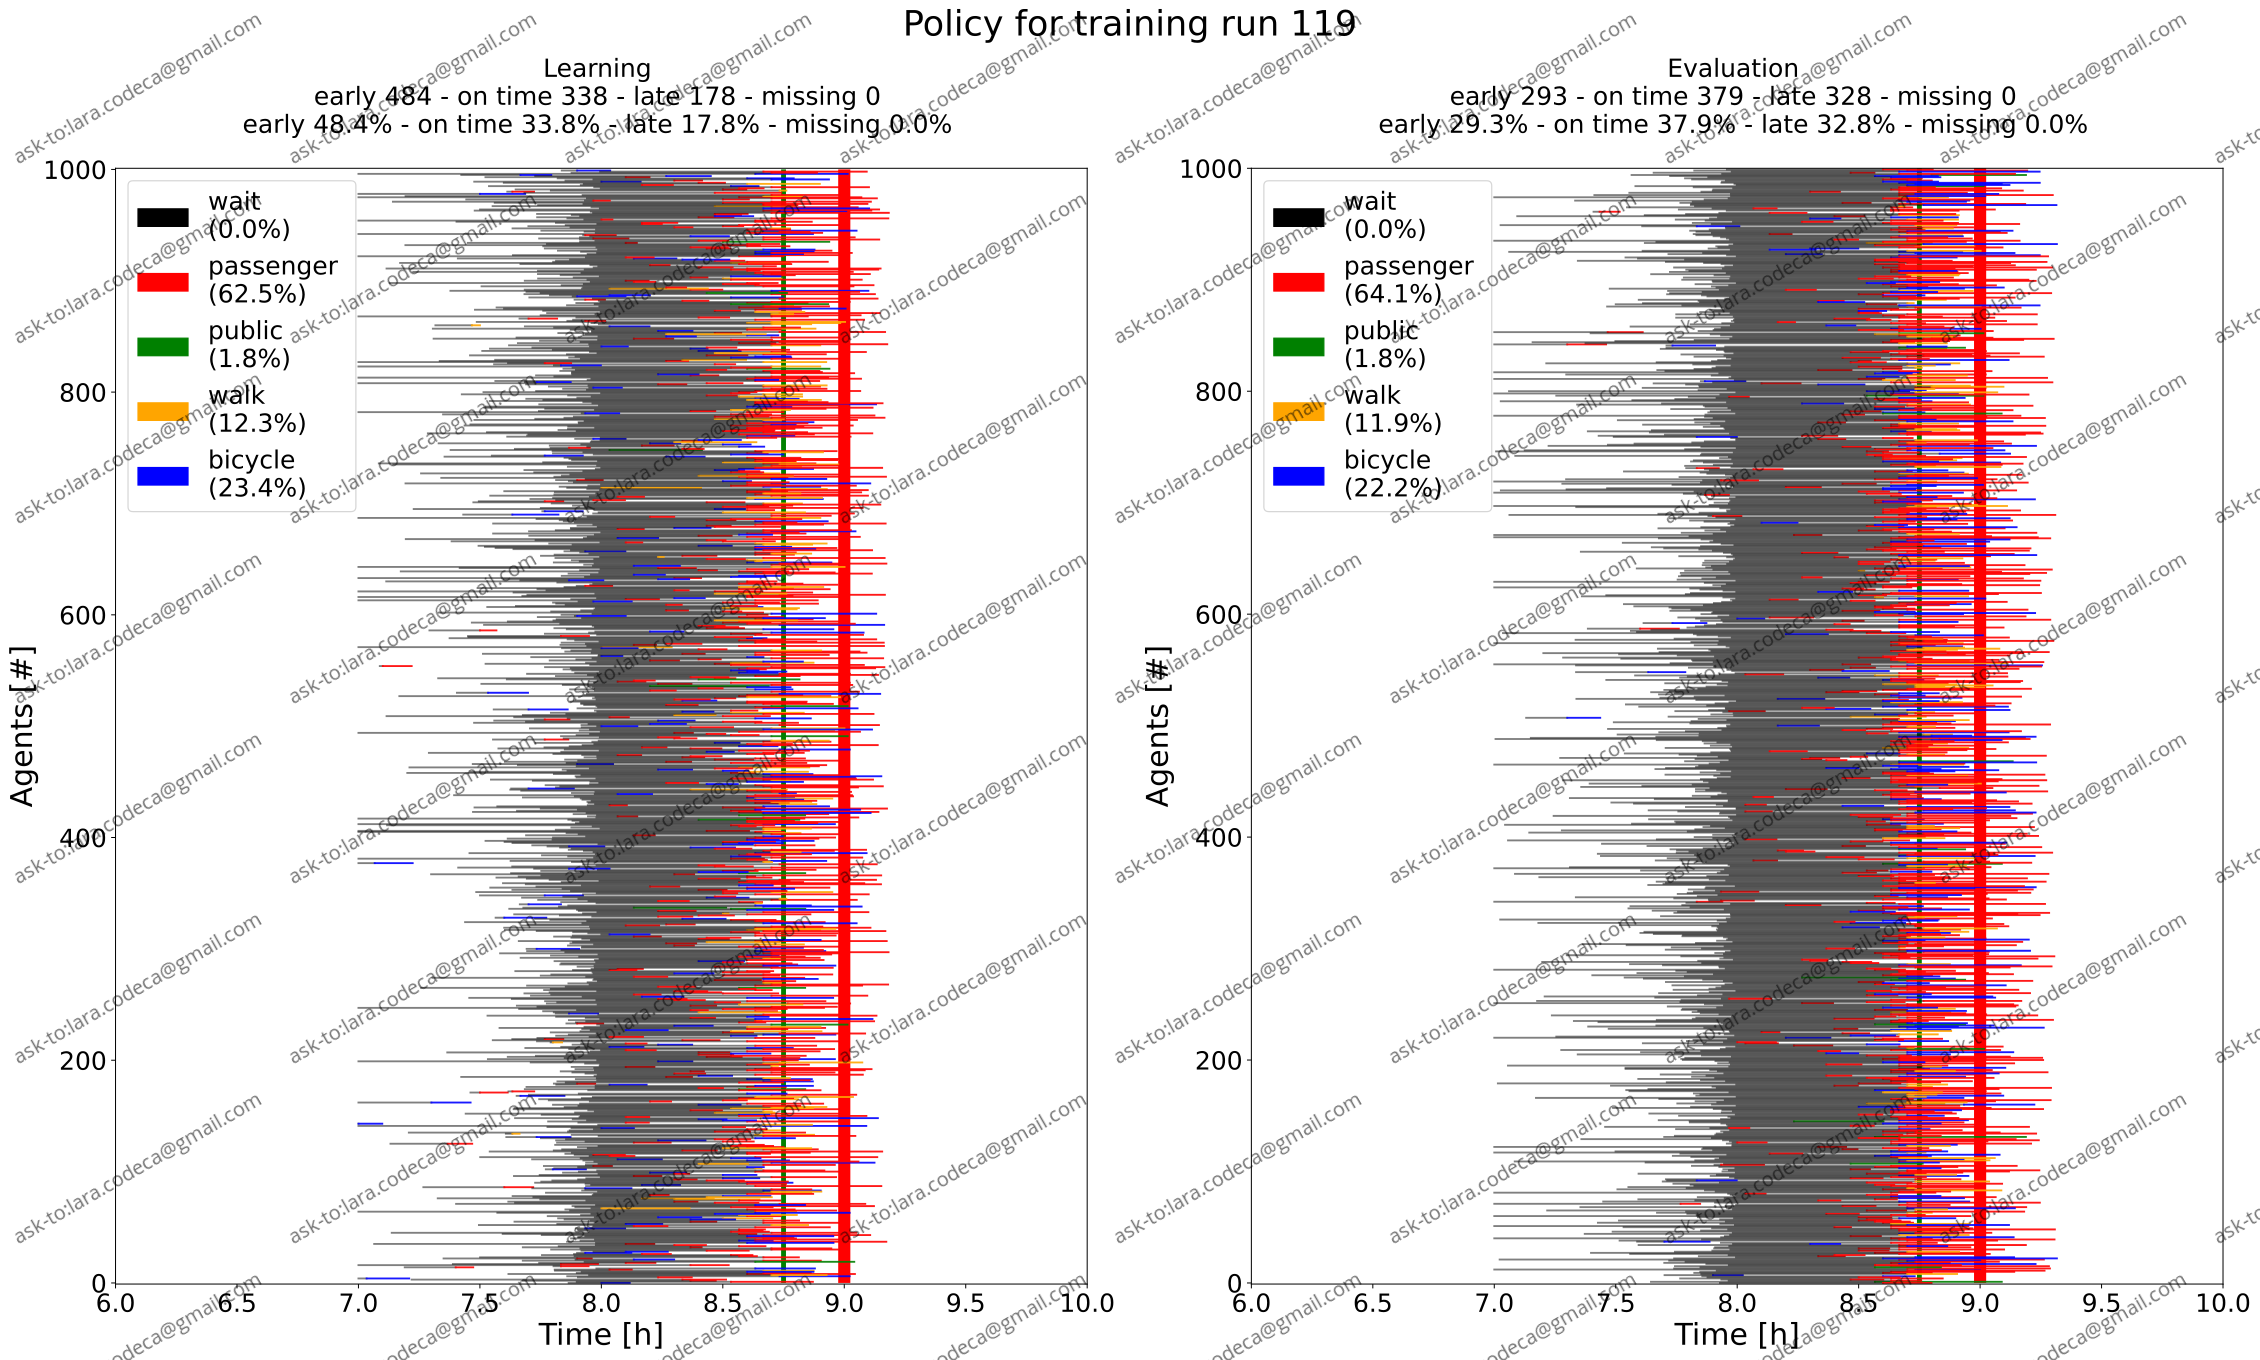 Policy for training run 119
Learning
early 484 - on time 338 - late 178 - missing 0
early 48.4% - on time 33.8% - late 17.8% - missing 0.0%
1000
800
600
400
200
0
Agents [#]
wait
(0.0%)
passenger
(62.5%)
public
(1.8%)
walk
(12.3%)
bicycle
(23.4%)
6.0 6.5 7.0 7.5 8.0 8.5 9.0 9.5 10.0
Time [h]
Evaluation
early 293 - on time 379 - late 328 - missing 0
early 29.3% - on time 37.9% - late 32.8% - missing 0.0%
1000
800
600
400
200
0
Agents [#]
wait
(0.0%)
passenger
(64.1%)
public
(1.8%)
walk
(11.9%)
bicycle
(22.2%)
6.0 6.5 7.0 7.5 8.0 8.5 9.0 9.5 10.0
Time [h]
ask-to:lara.codeca@gmail.com